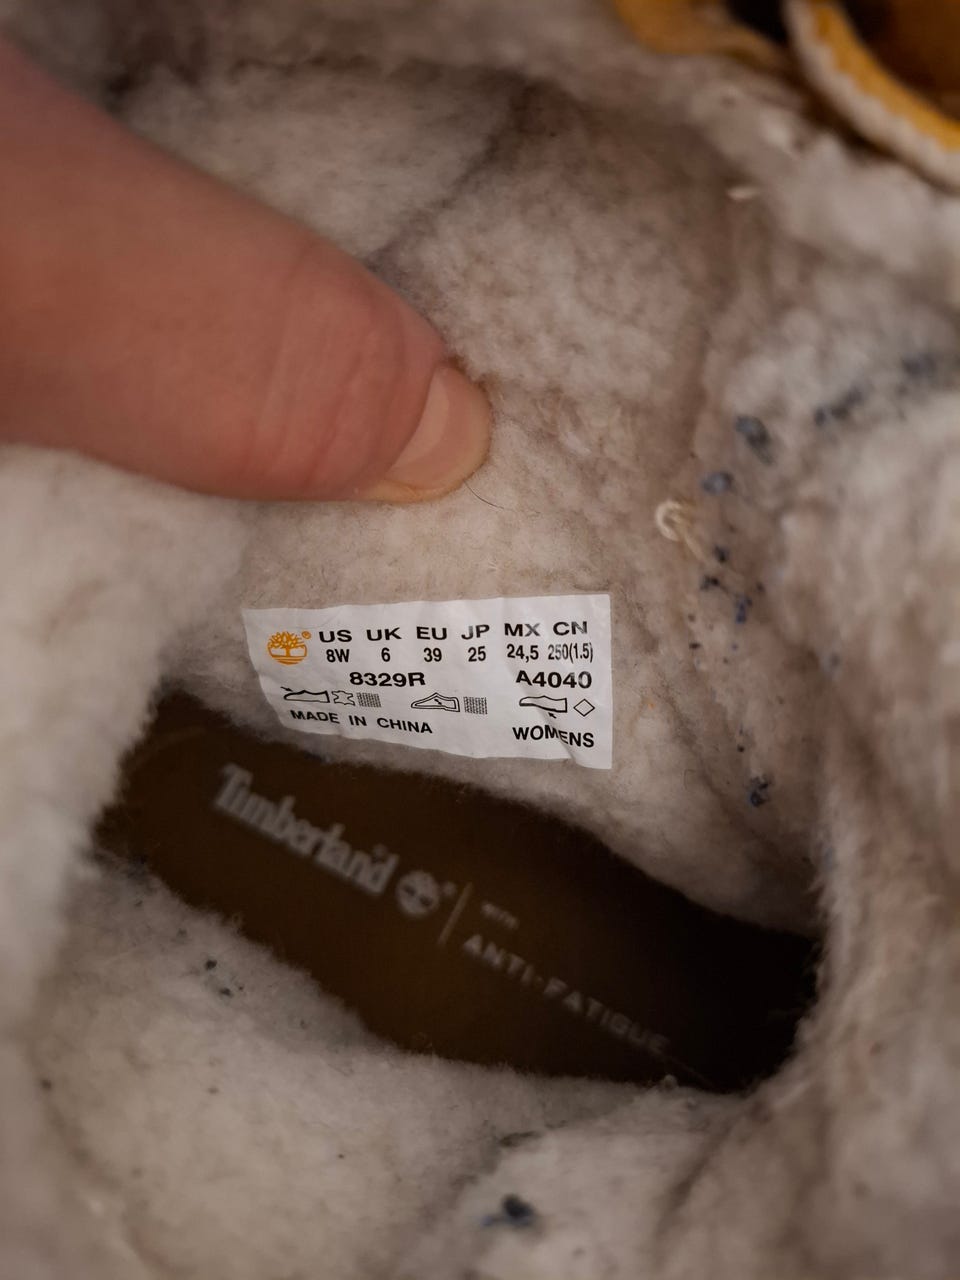 US UK EU JP MX CN
8W 6 39 25 24,5 250(1.5)
8329R A4040
MADE IN CHINA WOMENS
Timberland ® WITH
ANTI-FATIGUE